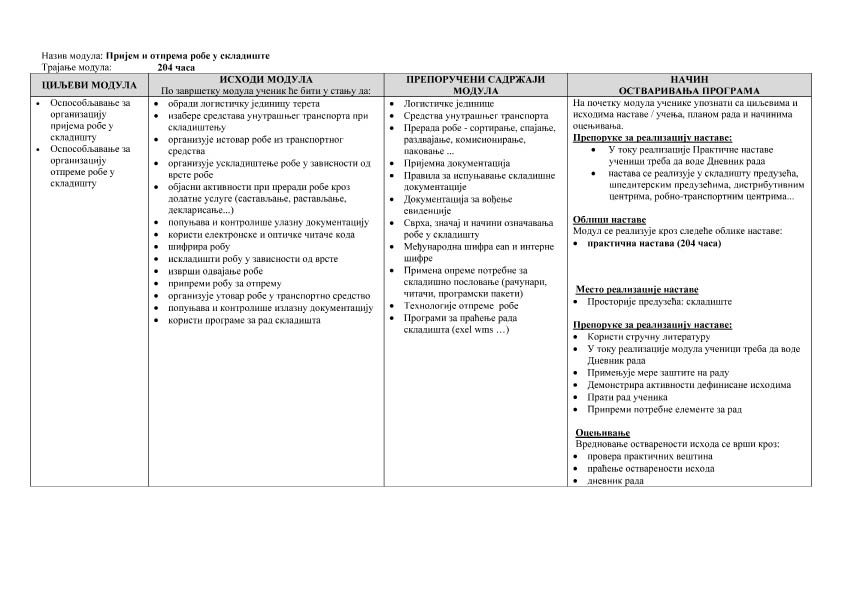 Назив модула: Пријем и отпрема робе у складиште
Трајање модула: 204 часа
ЦИЉЕВИ МОДУЛА
ИСХОДИ МОДУЛА
По завршетку модула ученик ће бити у стању да:
ПРЕПОРУЧЕНИ САДРЖАЈИ
МОДУЛА
НАЧИН
ОСТВАРИВАЊА ПРОГРАМА
• Оспособљавање за
организацију
пријема робе у
складишту
• Оспособљавање за
организацију
отпреме робе у
складишту
• обради логистичку јединицу терета
• изабере средстава унутрашњег транспорта при
складиштењу
• организује истовар робе из транспортног
средства
• организује ускладиштење робе у зависности од
врсте робе
• објасни активности при преради робе кроз
додатне услуге (састављање, растављање,
декларисање...)
• попуњава и контролише улазну документацију
• користи електронске и оптичке читаче кода
• шифрира робу
• искладишти робу у зависности од врсте
• изврши одвајање робе
• припреми робу за отпрему
• организује утовар робе у транспортно средство
• попуњава и контролише излазну документацију
• користи програме за рад складишта
• Логистичке јединице
• Средства унутрашњег транспорта
• Прерада робе - сортирање, спајање,
раздвајање, комисионирање,
паковање ...
• Пријемна документација
• Правила за испуњавање складишне
документације
• Документација за вођење
евиденције
• Сврха, значај и начини означавања
робе у складишту
• Међународна шифра ean и интерне
шифре
• Примена опреме потребне за
складишно пословање (рачунари,
читачи, програмски пакети)
• Технологије отпреме робе
• Програми за праћење рада
складишта (exel wms …)
На почетку модула ученике упознати са циљевима и
исходима наставе / учења, планом рада и начинима
оцењивања.
Препоруке за реализацију наставе:
• У току реализације Практичне наставе
ученици треба да воде Дневник рада
• настава се реализује у складишту предузећа,
шпедитерским предузећима, дистрибутивним
центрима, робно-транспортним центрима...
Облици наставе
Модул се реализује кроз следеће облике наставе:
• практична настава (204 часа)
Место реализације наставе
• Просторије предузећа: складиште
Препоруке за реализацију наставе:
• Користи стручну литературу
• У току реализације модула ученици треба да воде
Дневник рада
• Примењује мере заштите на раду
• Демонстрира активности дефинисане исходима
• Прати рад ученика
• Припреми потребне елементе за рад
Оцењивање
Вредновање остварености исхода се врши кроз:
• провера практичних вештина
• праћење остварености исхода
• дневник рада